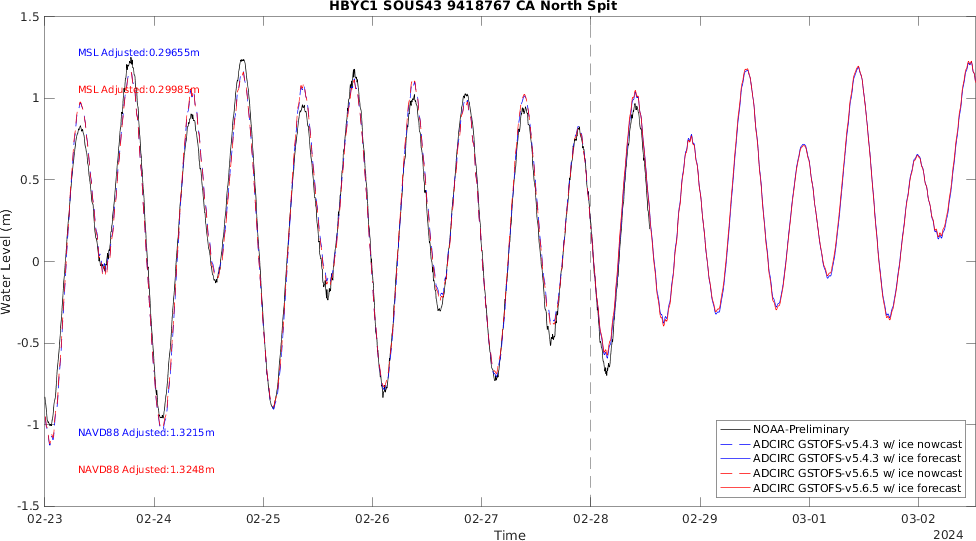 HBYC1 SOUS43 9418767 CA North Spit
1.5
MSL Adjusted:0.29655m
1
MSL Adjusted:0.29985m
0.5
0
Water Level (m)
-0.5
-1
NAVD88 Adjusted:1.3215m
NAVD88 Adjusted:1.3248m
-1.5
NOAA-Preliminary
ADCIRC GSTOFS-v5.4.3 w/ ice nowcast
ADCIRC GSTOFS-v5.4.3 w/ ice forecast
ADCIRC GSTOFS-v5.6.5 w/ ice nowcast
ADCIRC GSTOFS-v5.6.5 w/ ice forecast
02-23 02-24 02-25 02-26 02-27 02-28 02-29 03-01 03-02
Time
2024